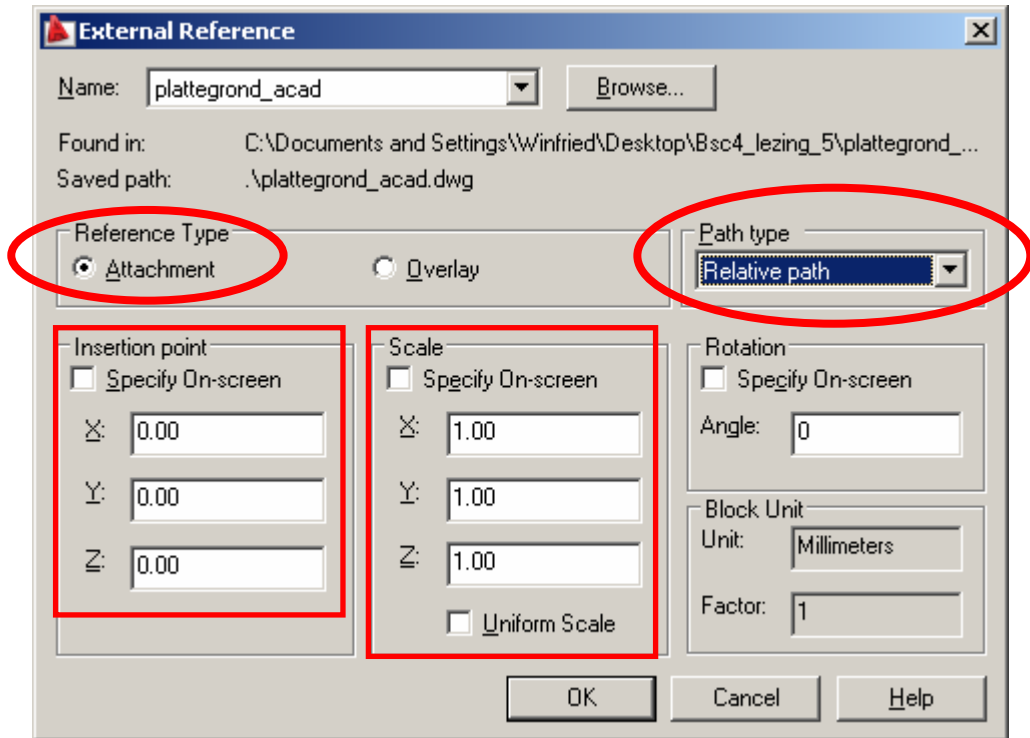 External Reference
Name: plattegrond_acad Browse...
Found in: C:\Documents and Settings\\Winfried\Desktop\Bsc4_lezing_5\plattegrond_...
Saved path: .\plattegrond_acad.dwg
Reference Type
Attachment Overlay
Path type
Relative path
Insertion point
Specify On-screen
X: 0.00
Y: 0.00
Z: 0.00
Scale
Specify On-screen
X: 1.00
Y: 1.00
Z: 1.00
Uniform Scale
Rotation
Specify On-screen
Angle: 0
Block Unit
Unit: Millimeters
Factor: 1
OK Cancel Help